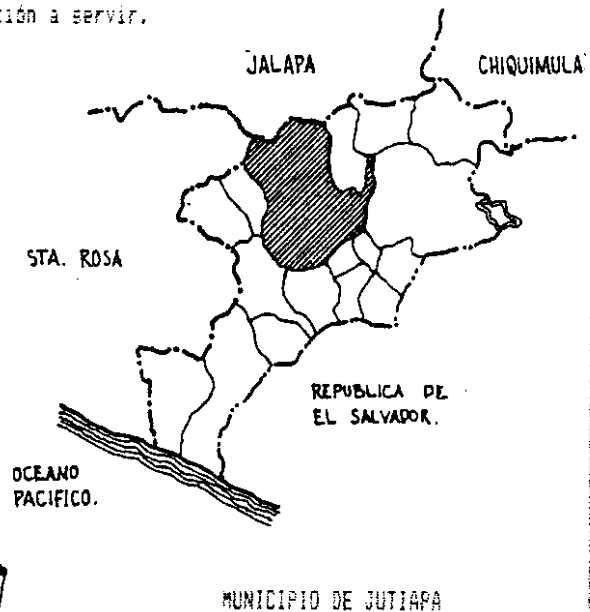 ción a servir.
JALAPA
CHIQUIMULA
STA. ROSA
REPUBLICA DE
EL SALVADOR.
OCEANO
PACIFICO.
MUNICIPIO DE JUTIAPA